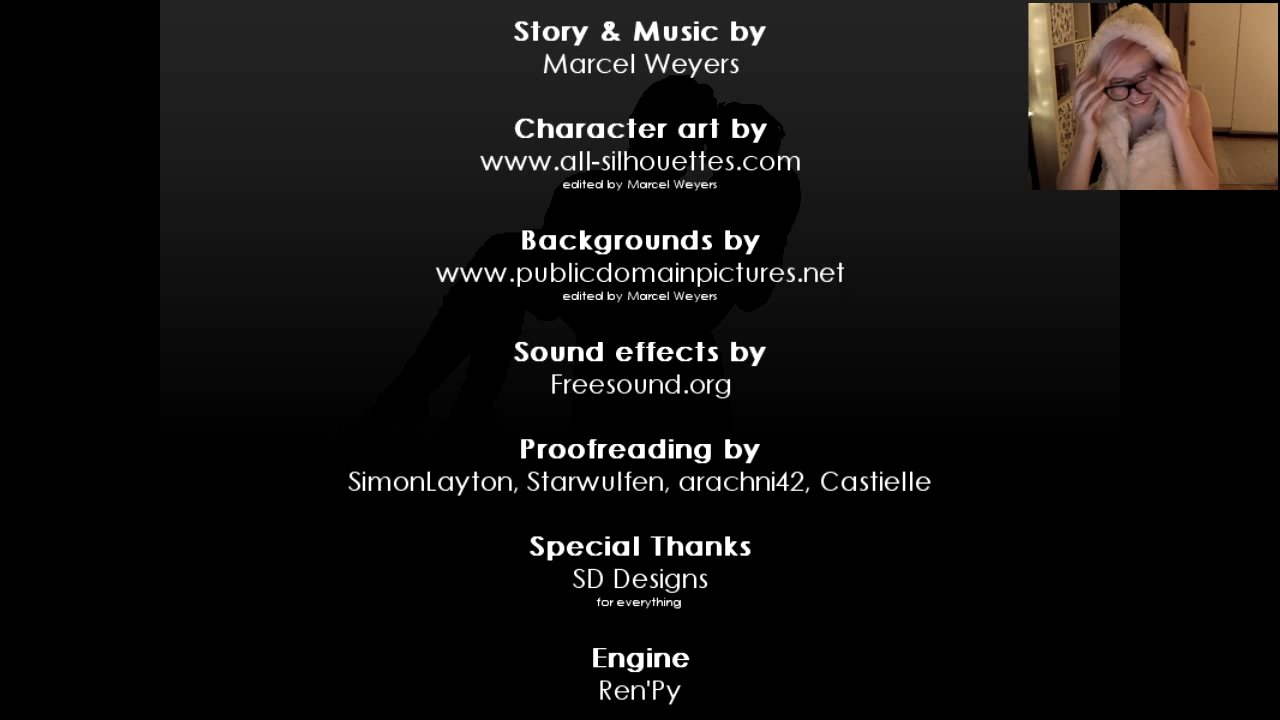 Story & Music by
Marcel Weyers
Character art by
www.all-silhouettes.com
edited by Marcel Weyers
Backgrounds by
www.publicdomainpictures.net
edited by Marcel Weyers
Sound effects by
Freesound.org
Proofreading by
SimonLayton, Starwulfen, arachni42, Castielle
Special Thanks
SD Designs
for everything
Engine
Ren'Py